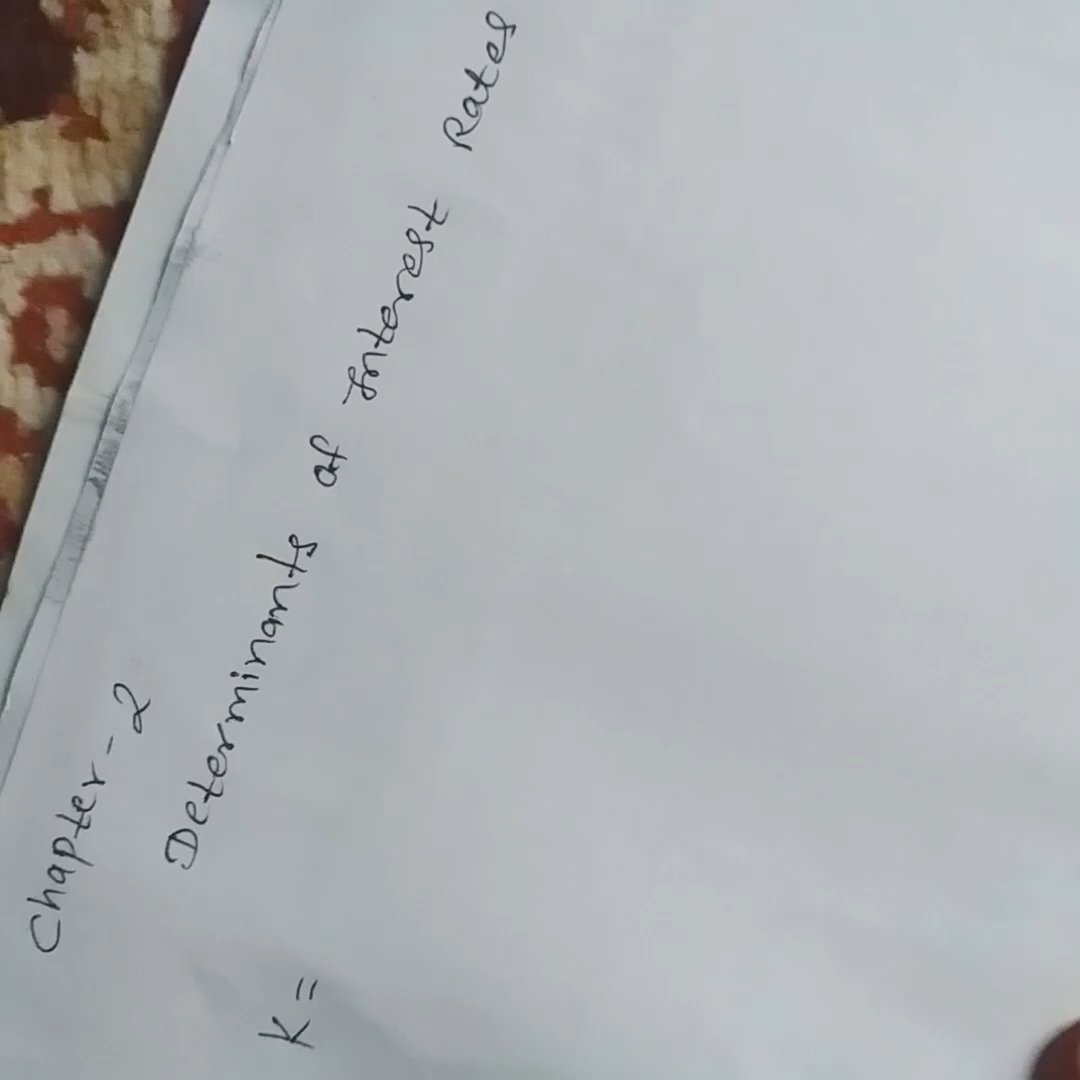 Chapter-2
Determinants of Interest Rates
K =